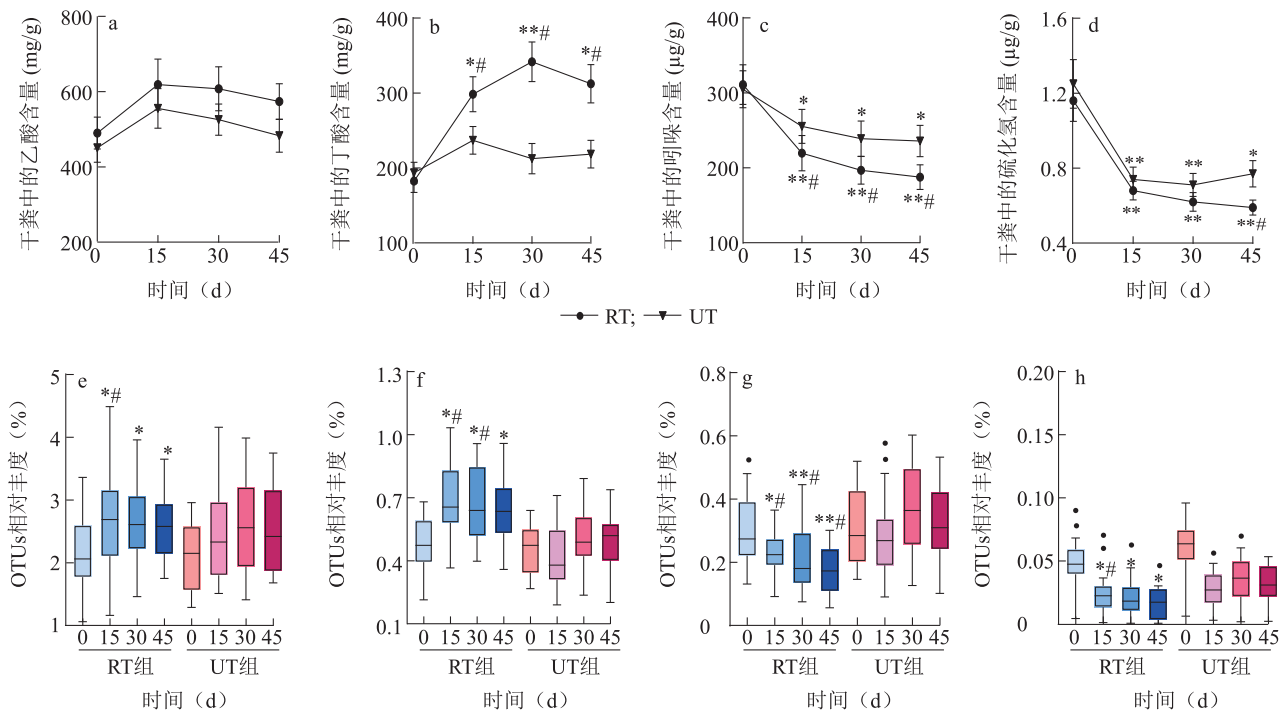 a
干粪中的乙酸含量 (mg/g)
800
600
400
200
0 15 30 45
时间（d）
b
干粪中的丁酸含量 (mg/g)
400
300
200
100
*# **# *#
0 15 30 45
时间（d）
c
干粪中的吲哚含量 (μg/g)
400
300
200
100
* * *
**# **# **#
0 15 30 45
时间（d）
d
干粪中的硫化氢含量 (μg/g)
1.6
1.2
0.8
0.4
** ** *
** ** **#
0 15 30 45
时间（d）
RT; UT
e
OTUs相对丰度（%）
5
4
3
2
1
*# * *
0 15 30 45 0 15 30 45
RT组 UT组
时间（d）
f
OTUs相对丰度（%）
1.3
1.0
0.7
0.4
0.1
*# *# *
0 15 30 45 0 15 30 45
RT组 UT组
时间（d）
g
OTUs相对丰度（%）
0.8
0.6
0.4
0.2
0
*# **# **#
0 15 30 45 0 15 30 45
RT组 UT组
时间（d）
h
OTUs相对丰度（%）
0.20
0.15
0.10
0.05
0
*# * *
0 15 30 45 0 15 30 45
RT组 UT组
时间（d）